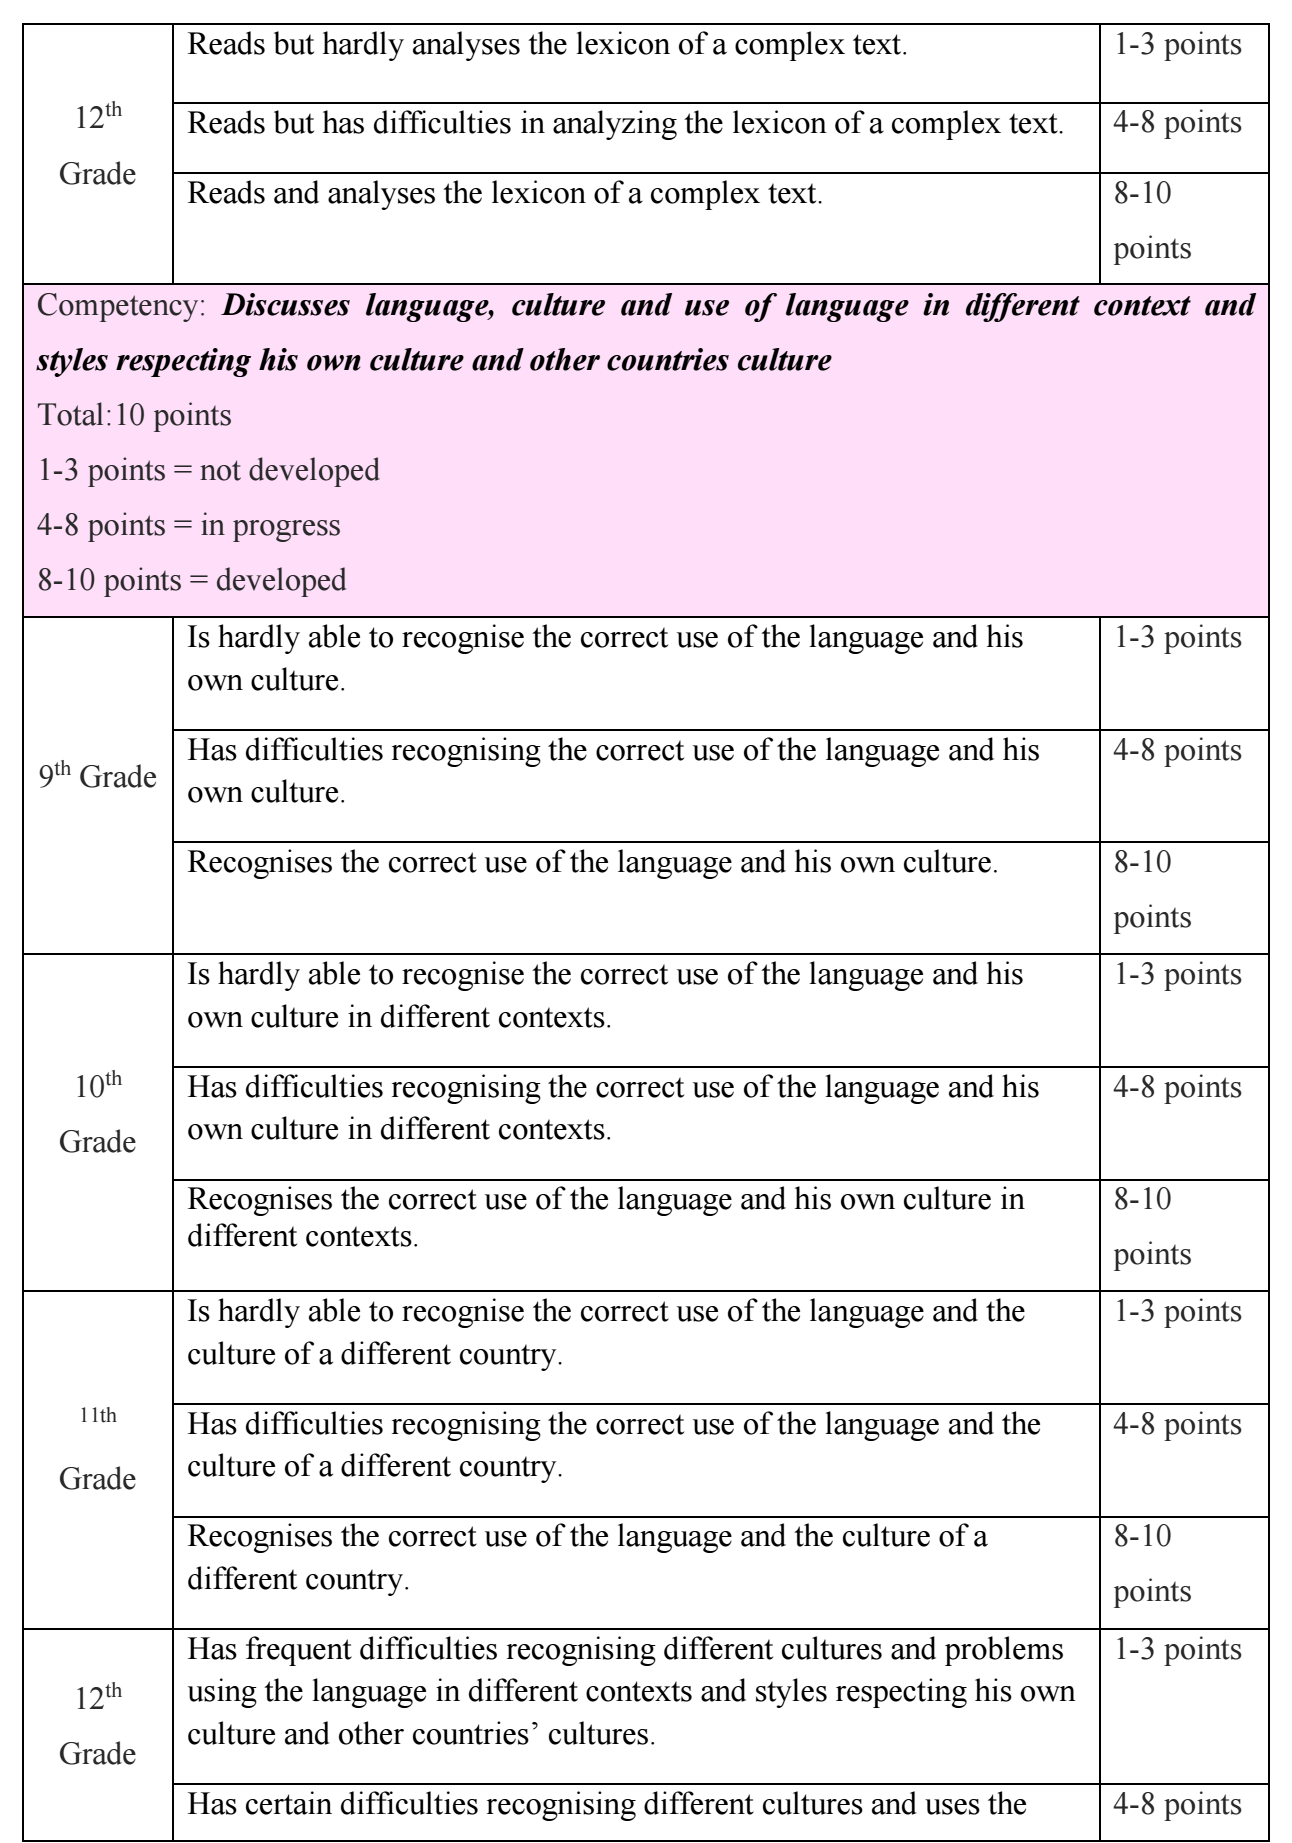 Reads but hardly analyses the lexicon of a complex text.
1-3 points
12th
Grade
Reads but has difficulties in analyzing the lexicon of a complex text.
4-8 points
Reads and analyses the lexicon of a complex text.
8-10
points
Competency: Discusses language, culture and use of language in different context and
styles respecting his own culture and other countries culture
Total:10 points
1-3 points = not developed
4-8 points = in progress
8-10 points = developed
9th Grade
Is hardly able to recognise the correct use of the language and his
own culture.
1-3 points
Has difficulties recognising the correct use of the language and his
own culture.
4-8 points
Recognises the correct use of the language and his own culture.
8-10
points
10th
Grade
Is hardly able to recognise the correct use of the language and his
own culture in different contexts.
1-3 points
Has difficulties recognising the correct use of the language and his
own culture in different contexts.
4-8 points
Recognises the correct use of the language and his own culture in
different contexts.
8-10
points
11th
Grade
Is hardly able to recognise the correct use of the language and the
culture of a different country.
1-3 points
Has difficulties recognising the correct use of the language and the
culture of a different country.
4-8 points
Recognises the correct use of the language and the culture of a
different country.
8-10
points
12th
Grade
Has frequent difficulties recognising different cultures and problems
using the language in different contexts and styles respecting his own
culture and other countries’ cultures.
1-3 points
Has certain difficulties recognising different cultures and uses the
4-8 points